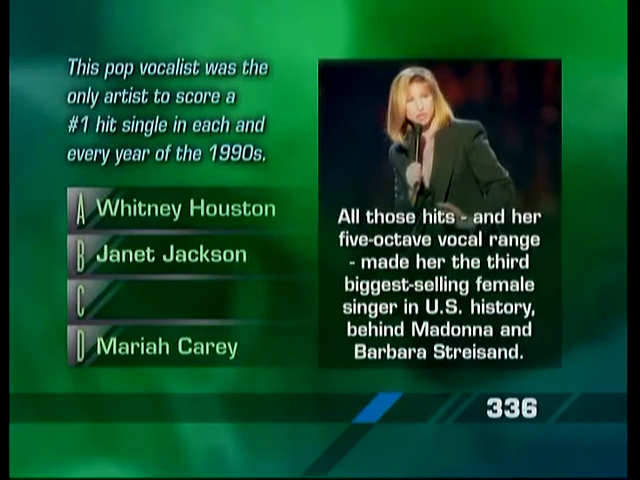 This pop vocalist was the
only artist to score a
#1 hit single in each and
every year of the 1990s.
A Whitney Houston
B Janet Jackson
C
D Mariah Carey
All those hits - and her
five-octave vocal range
- made her the third
biggest-selling female
singer in U.S. history,
behind Madonna and
Barbara Streisand.
336